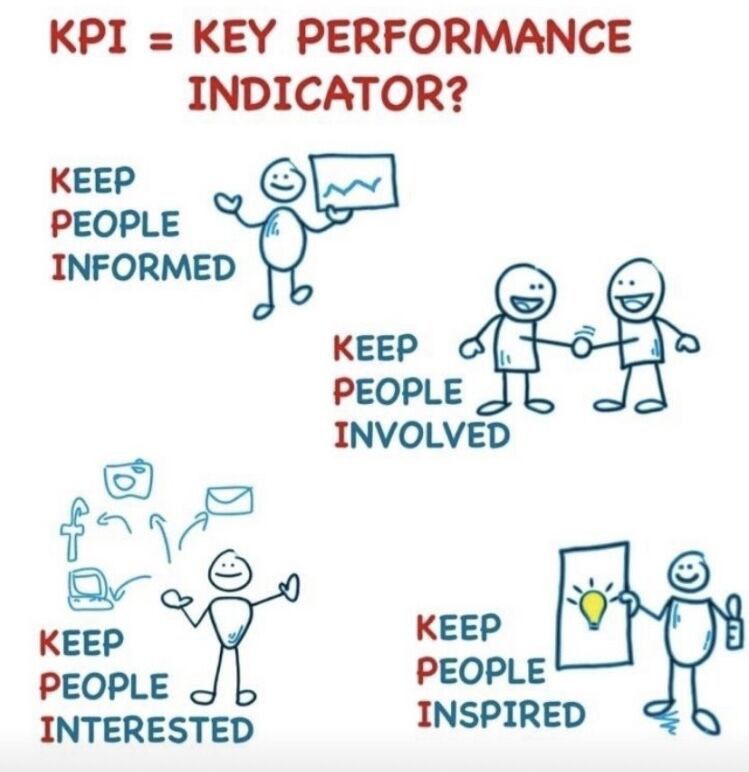 KPI = KEY PERFORMANCE
INDICATOR?
KEEP
PEOPLE
INFORMED
KEEP
PEOPLE
INVOLVED
KEEP
PEOPLE
INTERESTED
KEEP
PEOPLE
INSPIRED